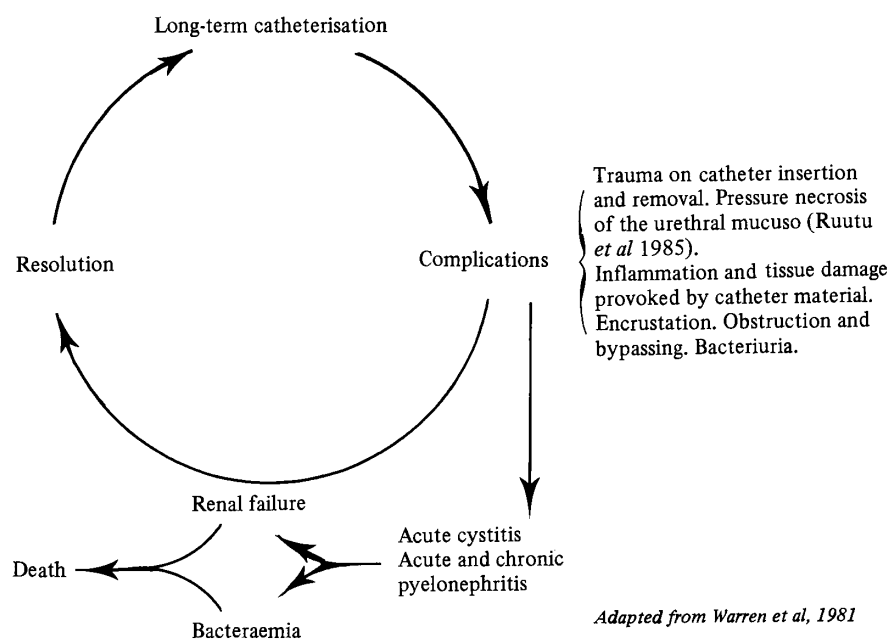 Long-term catheterisation
Trauma on catheter insertion
and removal. Pressure necrosis
of the urethral mucuso (Ruutu
et al 1985).
Inflammation and tissue damage
provoked by catheter material.
Encrustation. Obstruction and
bypassing. Bacteriuria.
Resolution
Complications
Renal failure
Acute cystitis
Acute and chronic
pyelonephritis
Death
Bacteraemia
Adapted from Warren et al, 1981